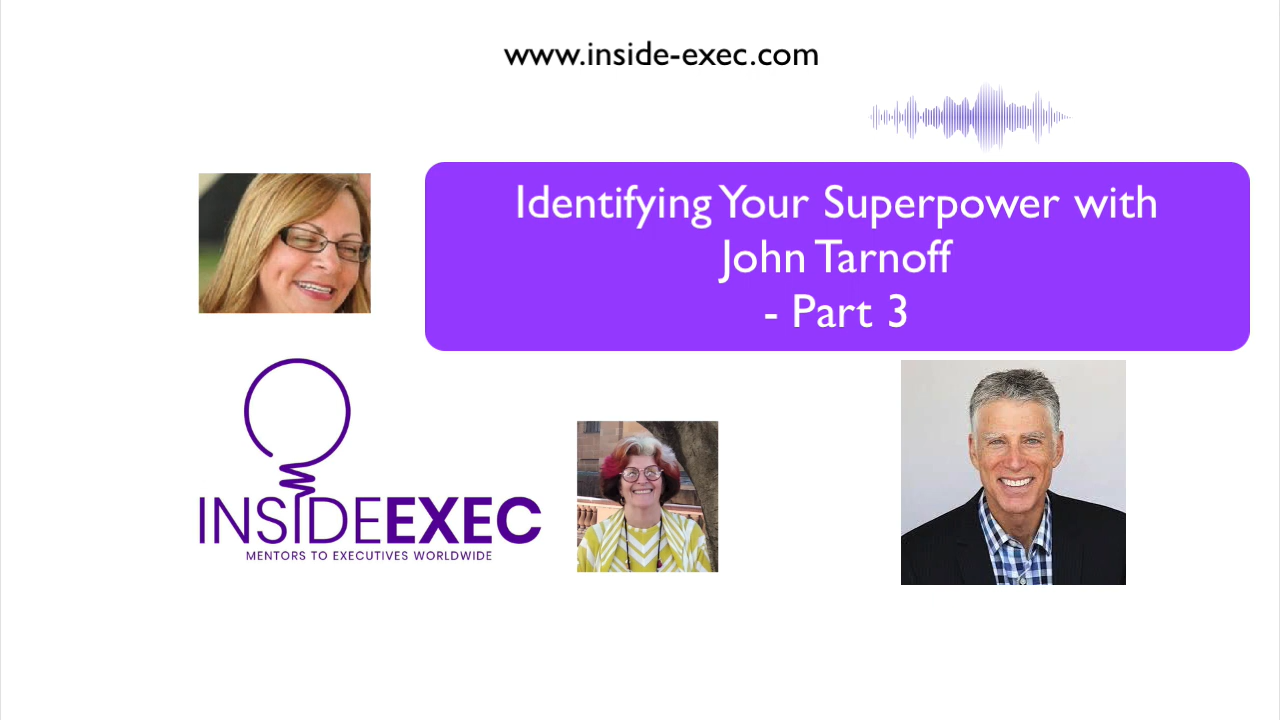 www.inside-exec.com
Identifying Your Superpower with
John Tarnoff
- Part 3
INSIDEEXEC
MENTORS TO EXECUTIVES WORLDWIDE